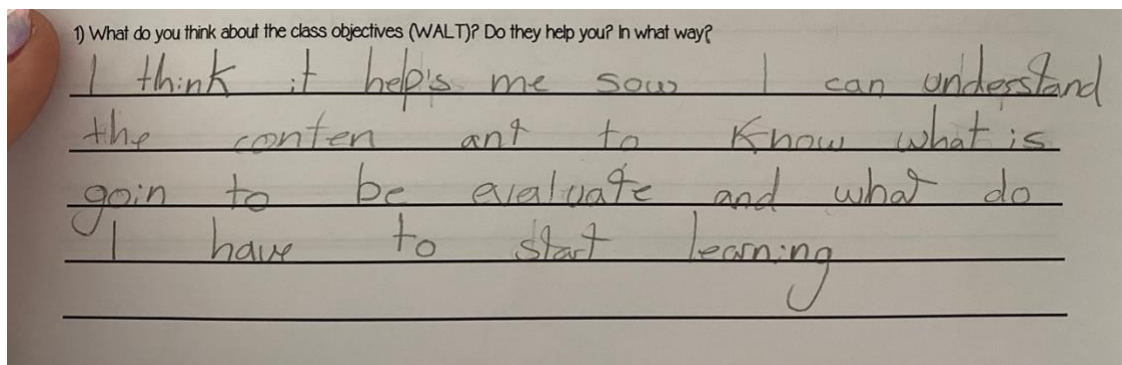 1) What do you think about the class objectives (WALT)? Do they help you? In what way?
I think it help's me sow I can understand
the conten ant to Know what is
goin to be evaluate and what do
I have to start learning